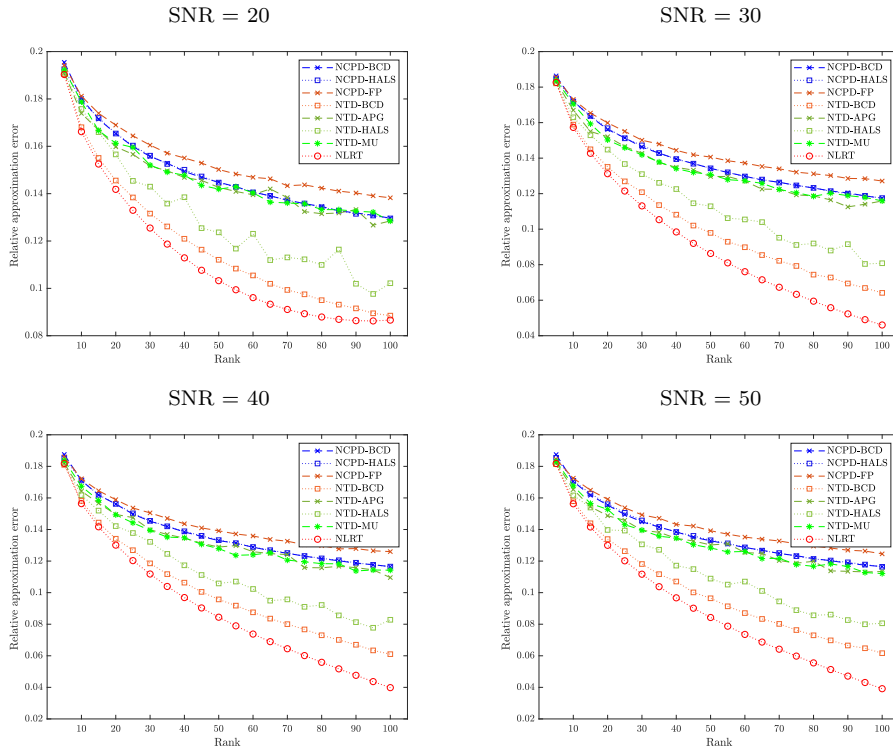 SNR = 20
0.2
0.18
0.16
0.14
0.12
0.1
0.08
Relative approximation error
10 20 30 40 50 60 70 80 90 100
Rank
NCPD-BCD
NCPD-HALS
NCPD-FP
NTD-BCD
NTD-APG
NTD-HALS
NTD-MU
NLRT
SNR = 30
0.2
0.18
0.16
0.14
0.12
0.1
0.08
0.06
0.04
Relative approximation error
10 20 30 40 50 60 70 80 90 100
Rank
NCPD-BCD
NCPD-HALS
NCPD-FP
NTD-BCD
NTD-APG
NTD-HALS
NTD-MU
NLRT
SNR = 40
0.2
0.18
0.16
0.14
0.12
0.1
0.08
0.06
0.04
0.02
Relative approximation error
10 20 30 40 50 60 70 80 90 100
Rank
NCPD-BCD
NCPD-HALS
NCPD-FP
NTD-BCD
NTD-APG
NTD-HALS
NTD-MU
NLRT
SNR = 50
0.2
0.18
0.16
0.14
0.12
0.1
0.08
0.06
0.04
0.02
Relative approximation error
10 20 30 40 50 60 70 80 90 100
Rank
NCPD-BCD
NCPD-HALS
NCPD-FP
NTD-BCD
NTD-APG
NTD-HALS
NTD-MU
NLRT